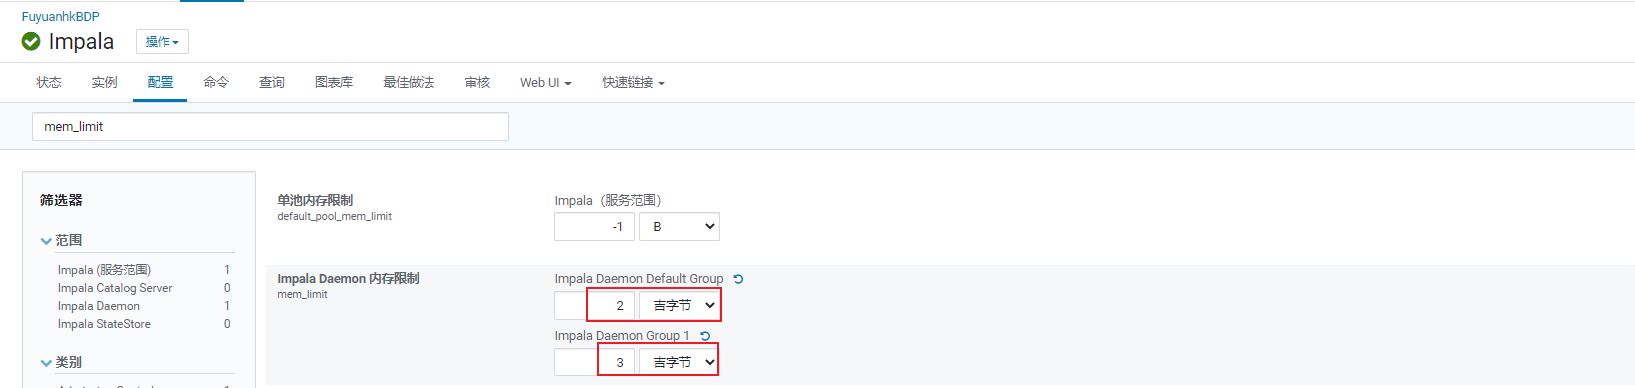 FuyuanhkBDP
Impala 操作
状态 实例 配置 命令 查询 图表库 最佳做法 审核 Web UI 快速链接
mem_limit
筛选器
范围
Impala (服务范围) 1
Impala Catalog Server 0
Impala Daemon 1
Impala StateStore 0
类别
单池内存限制
default_pool_mem_limit
Impala（服务范围）
-1 B
Impala Daemon 内存限制
mem_limit
Impala Daemon Default Group
2 吉字节
Impala Daemon Group 1
3 吉字节